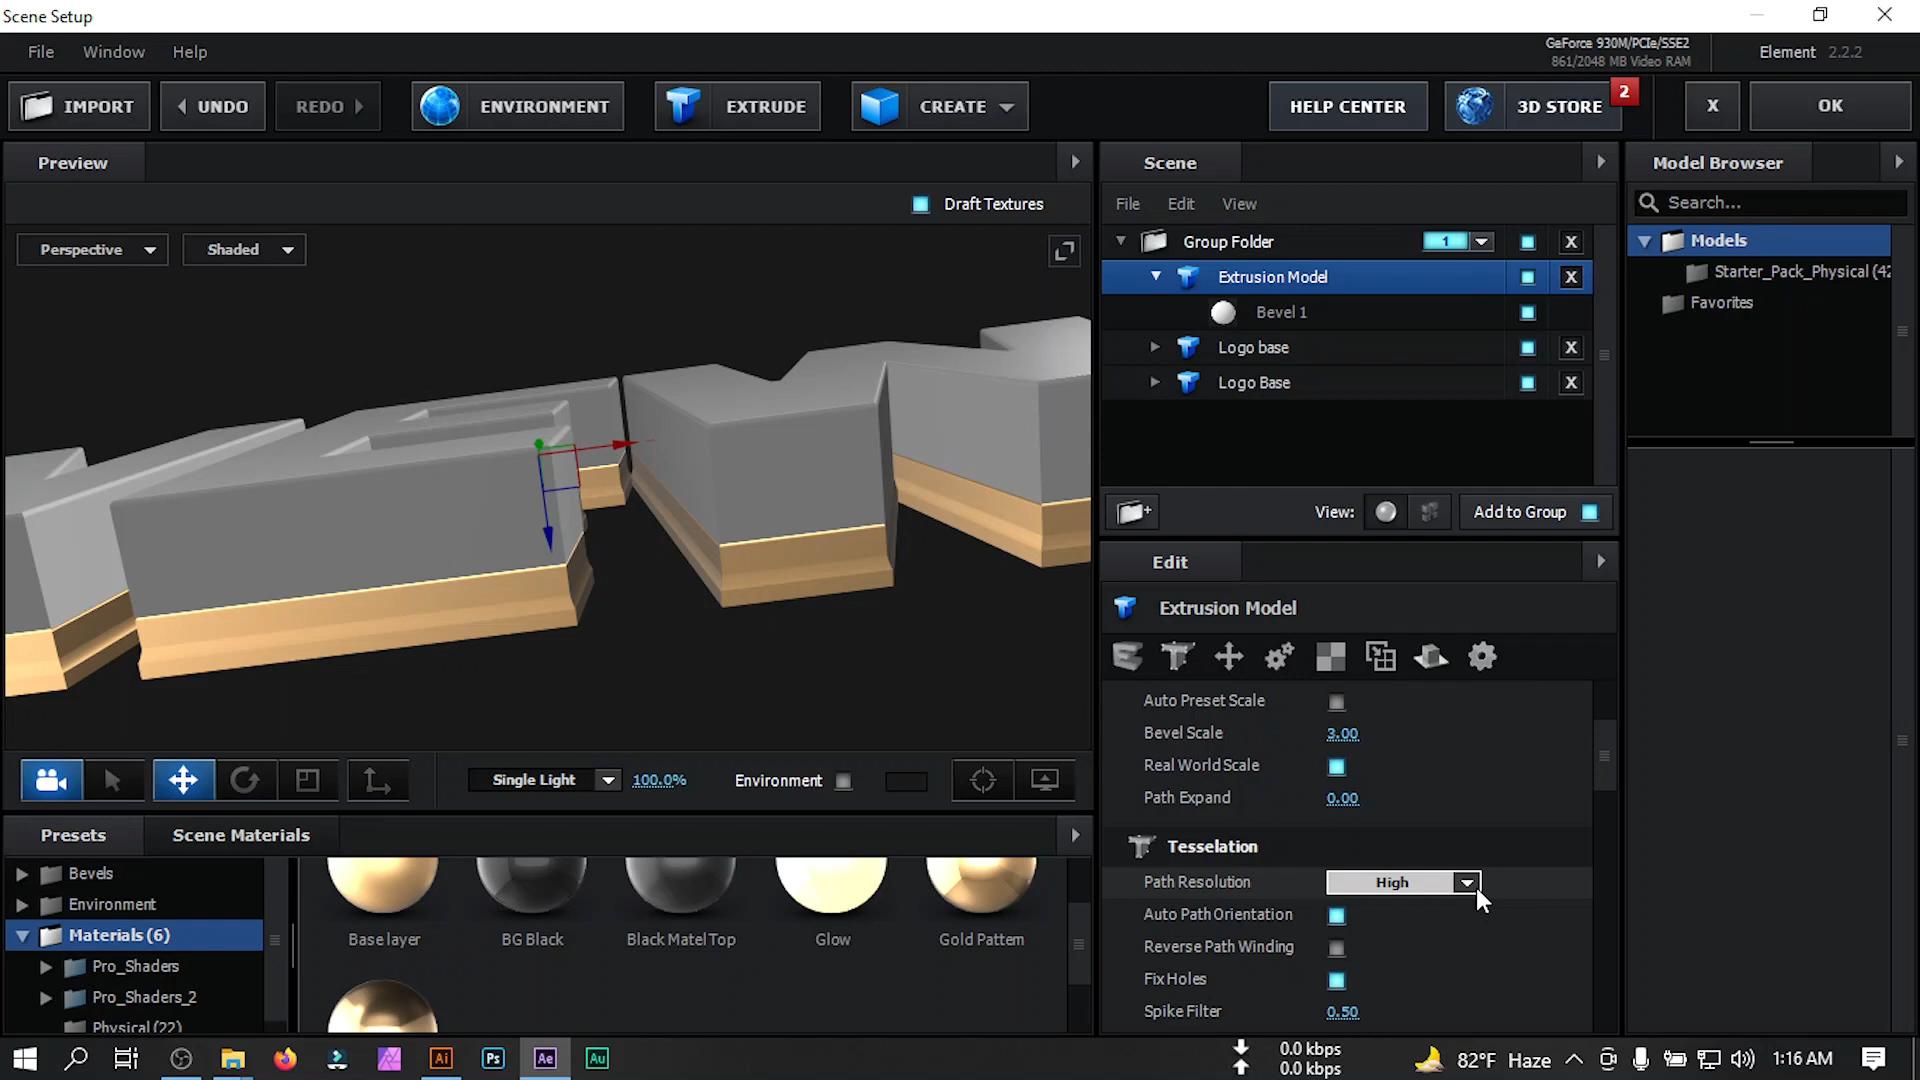 Scene Setup
File Window Help
GeForce 930M/PCIe/SSE2
861/2048 MB Video RAM
Element 2.2.2
IMPORT UNDO REDO ENVIRONMENT EXTRUDE CREATE HELP CENTER 3D STORE 2 X OK
Preview
Draft Textures
Perspective Shaded
Single Light 100.0% Environment
Scene
File Edit View
Group Folder 1 X
Extrusion Model X
Bevel 1
Logo base X
Logo Base X
View: Add to Group
Edit
Extrusion Model
Auto Preset Scale
Bevel Scale 3.00
Real World Scale
Path Expand 0.00
Tesselation
Path Resolution High
Auto Path Orientation
Reverse Path Winding
Fix Holes
Spike Filter 0.50
Model Browser
Search...
Models
Starter_Pack_Physical (42
Favorites
Presets Scene Materials
Bevels
Environment
Materials (6)
Pro_Shaders
Pro_Shaders_2
Physical (22)
Base layer BG Black Black Matel Top Glow Gold Pattern
Ai Ps Ae Au
0.0 kbps
0.0 kbps
82°F Haze
1:16 AM